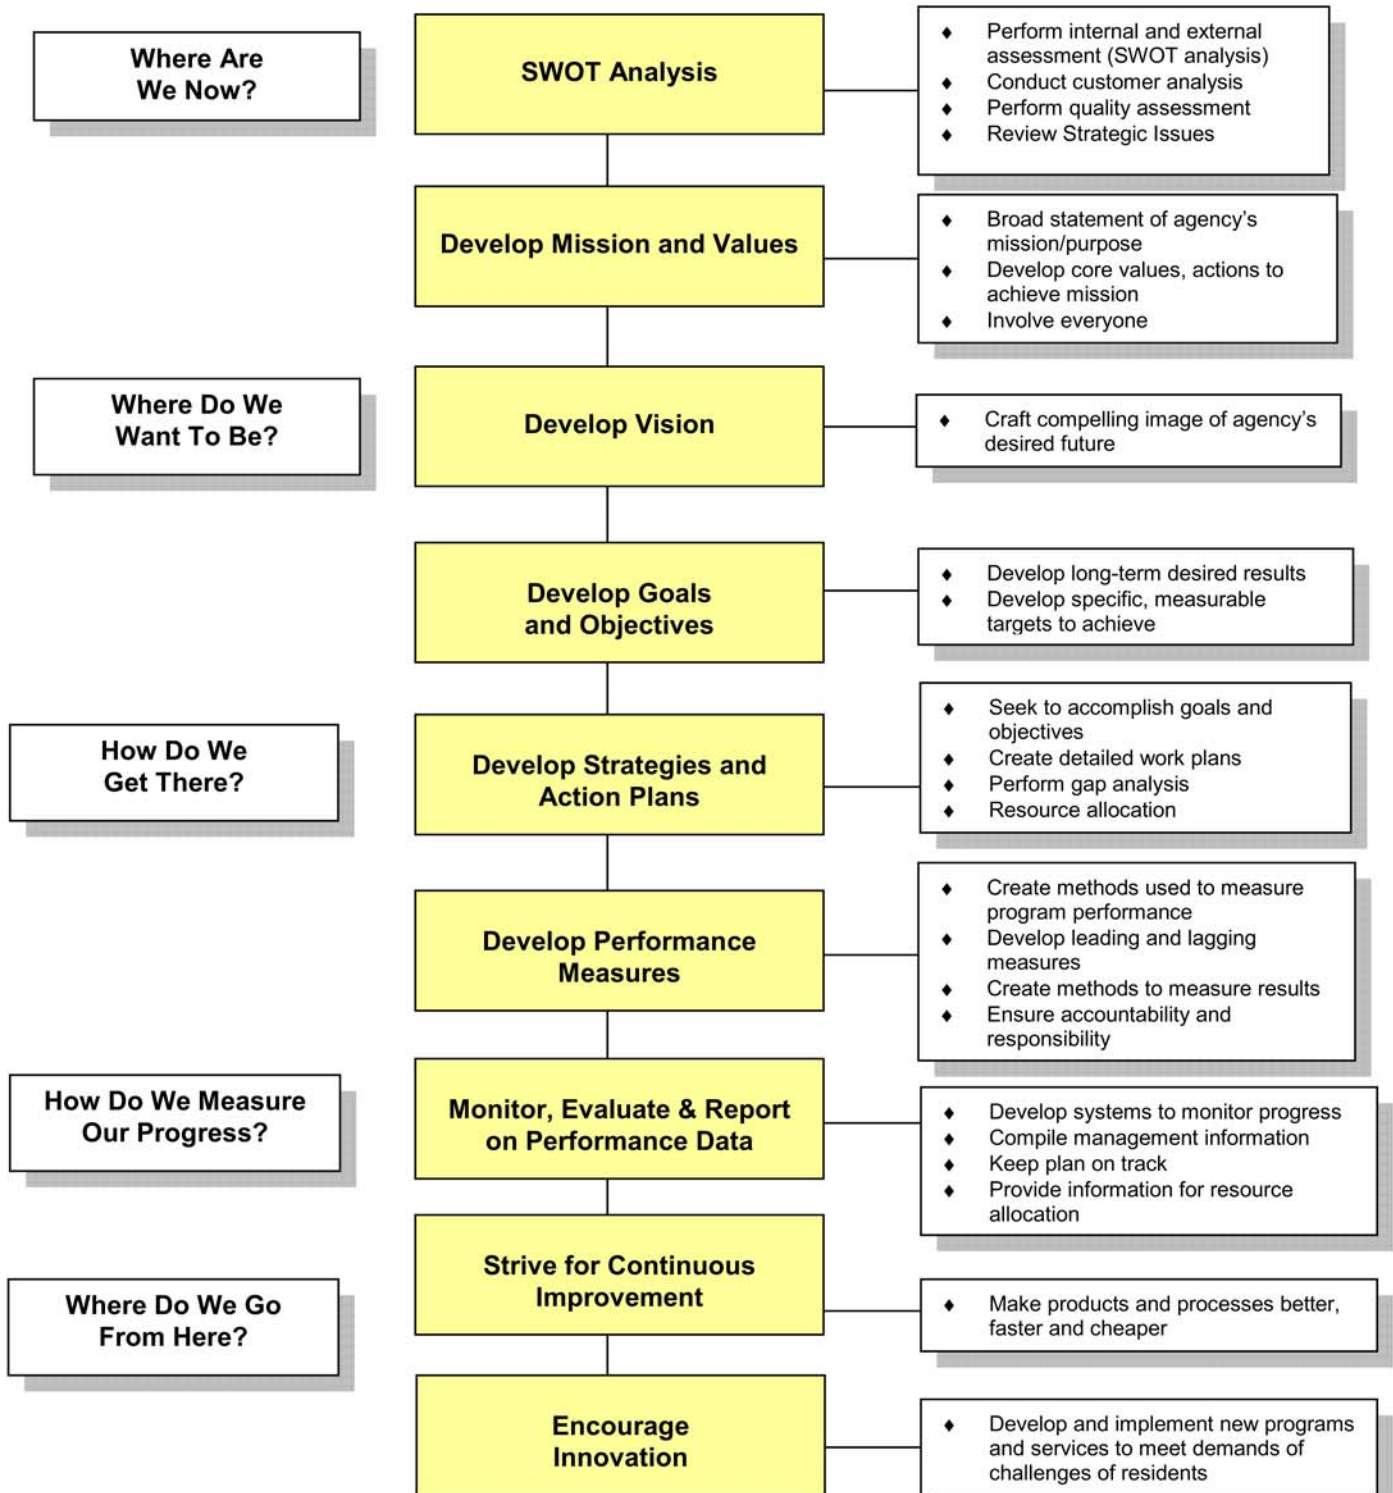 Where Are
We Now?
SWOT Analysis
♦ Perform internal and external
assessment (SWOT analysis)
♦ Conduct customer analysis
♦ Perform quality assessment
♦ Review Strategic Issues
Develop Mission and Values
♦ Broad statement of agency’s
mission/purpose
♦ Develop core values, actions to
achieve mission
♦ Involve everyone
Where Do We
Want To Be?
Develop Vision
♦ Craft compelling image of agency’s
desired future
Develop Goals
and Objectives
♦ Develop long-term desired results
♦ Develop specific, measurable
targets to achieve
How Do We
Get There?
Develop Strategies and
Action Plans
♦ Seek to accomplish goals and
objectives
♦ Create detailed work plans
♦ Perform gap analysis
♦ Resource allocation
Develop Performance
Measures
♦ Create methods used to measure
program performance
♦ Develop leading and lagging
measures
♦ Create methods to measure results
♦ Ensure accountability and
responsibility
How Do We Measure
Our Progress?
Monitor, Evaluate & Report
on Performance Data
♦ Develop systems to monitor progress
♦ Compile management information
♦ Keep plan on track
♦ Provide information for resource
allocation
Where Do We Go
From Here?
Strive for Continuous
Improvement
♦ Make products and processes better,
faster and cheaper
Encourage
Innovation
♦ Develop and implement new programs
and services to meet demands of
challenges of residents